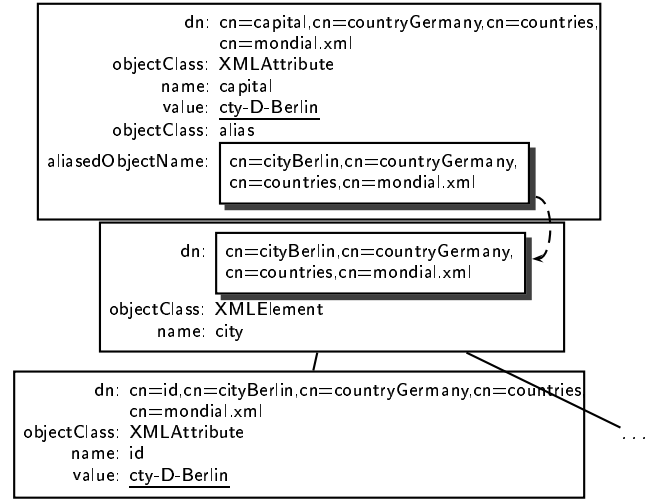 dn: cn=capital,cn=countryGermany,cn=countries,
cn=mondial.xml
objectClass: XMLAttribute
name: capital
value: cty-D-Berlin
objectClass: alias
aliasedObjectName: cn=cityBerlin,cn=countryGermany,
cn=countries,cn=mondial.xml
dn: cn=cityBerlin,cn=countryGermany,
cn=countries,cn=mondial.xml
objectClass: XMLElement
name: city
dn: cn=id,cn=cityBerlin,cn=countryGermany,cn=countries
cn=mondial.xml
objectClass: XMLAttribute
name: id
value: cty-D-Berlin
...